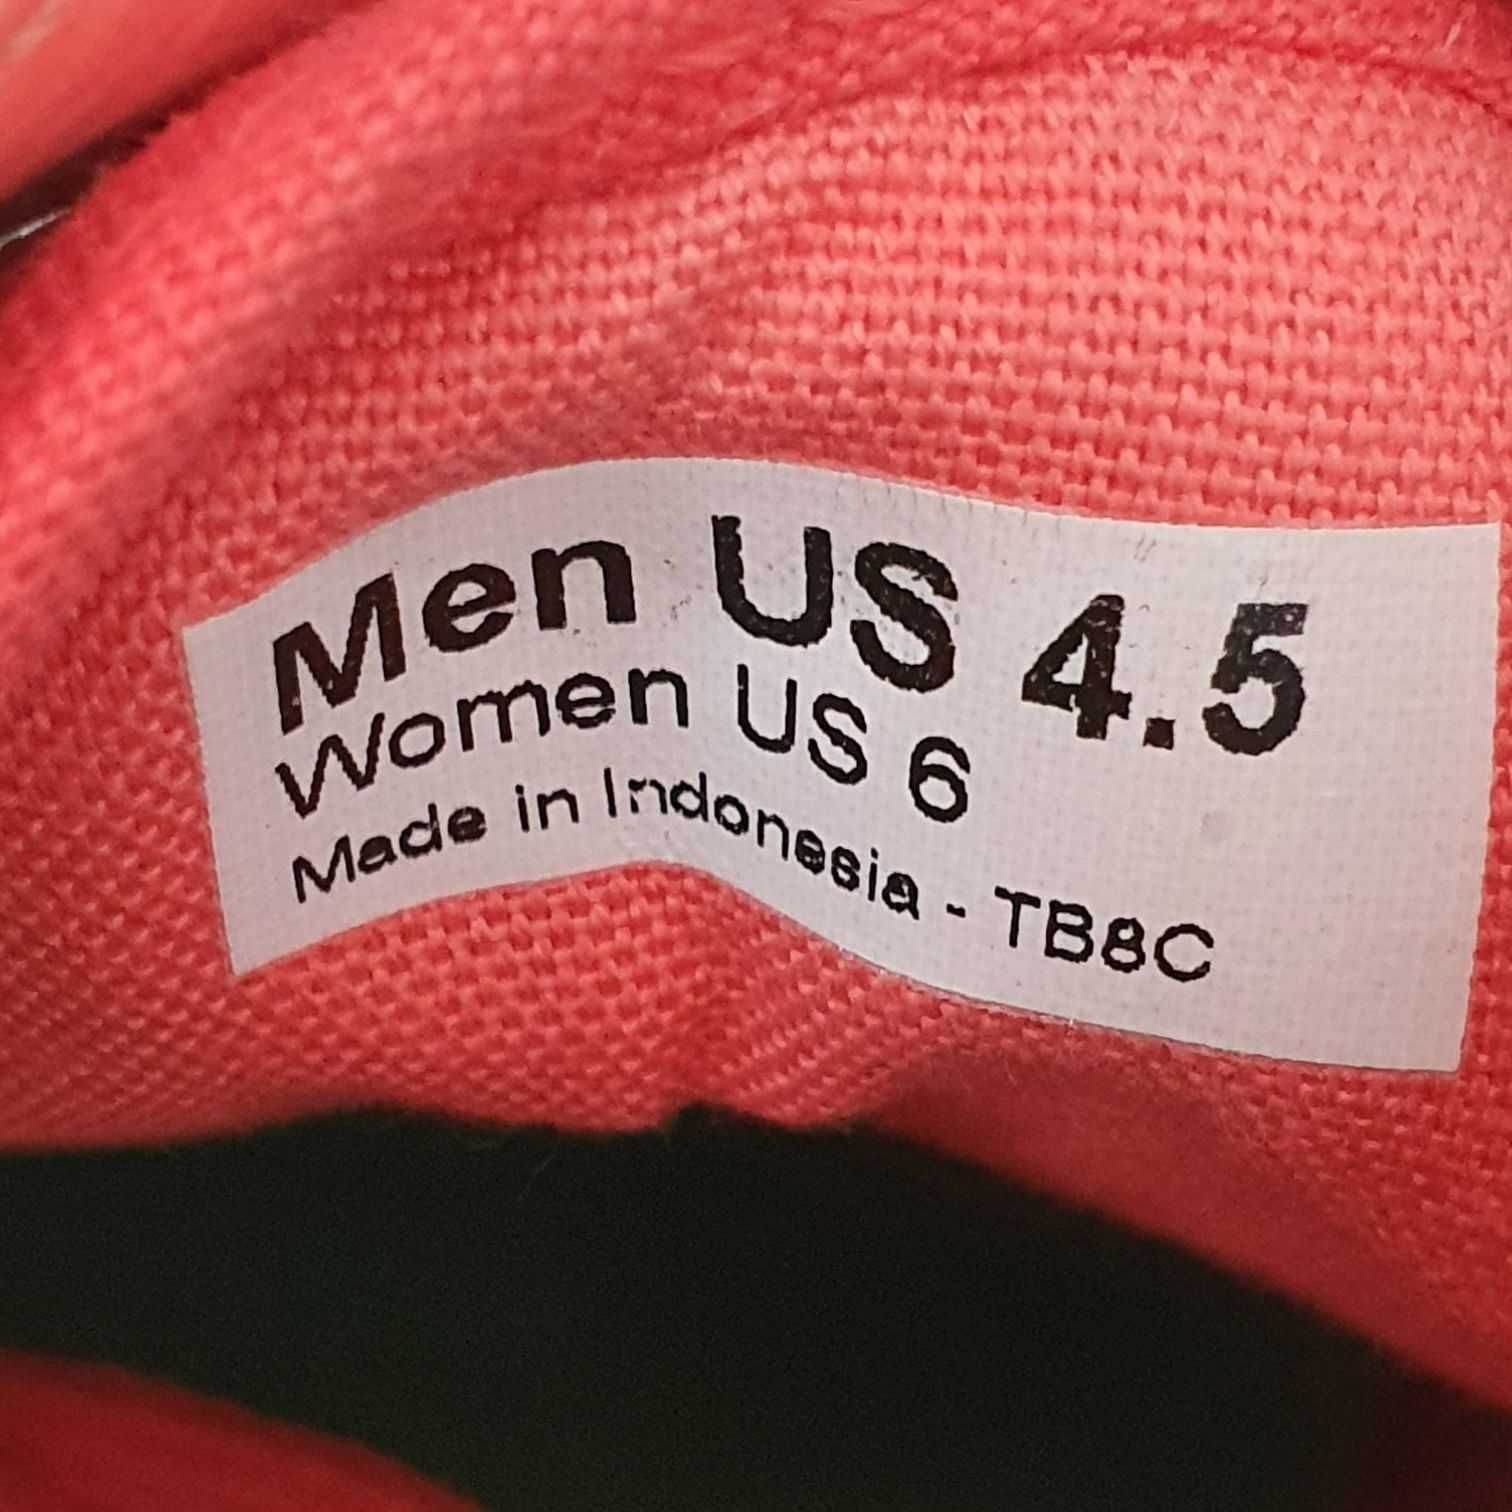 Men US 4.5
Women US 6
Made in Indonesia - TB8C